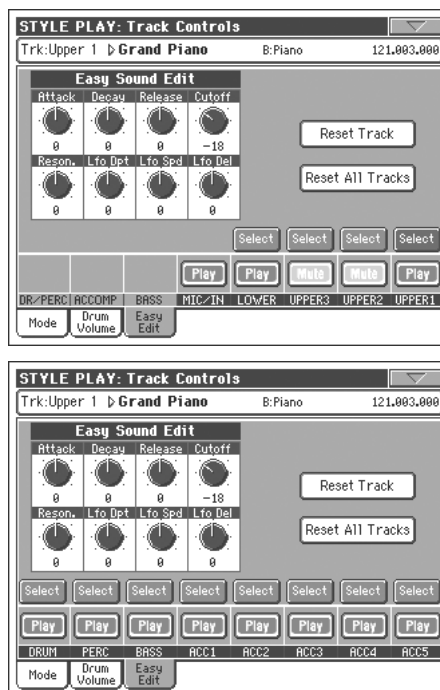 STYLE PLAY: Track Controls
Trk:Upper 1 ▷Grand Piano B:Piano 121.003.000
Easy Sound Edit
Attack Decay Release Cutoff
0 0 0 -18
Reson. Lfo Dpt Lfo Spd Lfo Del
0 0 0 0
Reset Track
Reset All Tracks
Select Select Select Select
Play Play Mute Mute Play
DR/PERC ACCOMP BASS MIC/IN LOWER UPPER3 UPPER2 UPPER1
Mode Drum Volume Easy Edit
STYLE PLAY: Track Controls
Trk:Upper 1 ▷Grand Piano B:Piano 121.003.000
Easy Sound Edit
Attack Decay Release Cutoff
0 0 0 -18
Reson. Lfo Dpt Lfo Spd Lfo Del
0 0 0 0
Reset Track
Reset All Tracks
Select Select Select Select Select Select Select Select
Play Play Play Play Play Play Play Play
DRUM PERC BASS ACC1 ACC2 ACC3 ACC4 ACC5
Mode Drum Volume Easy Edit